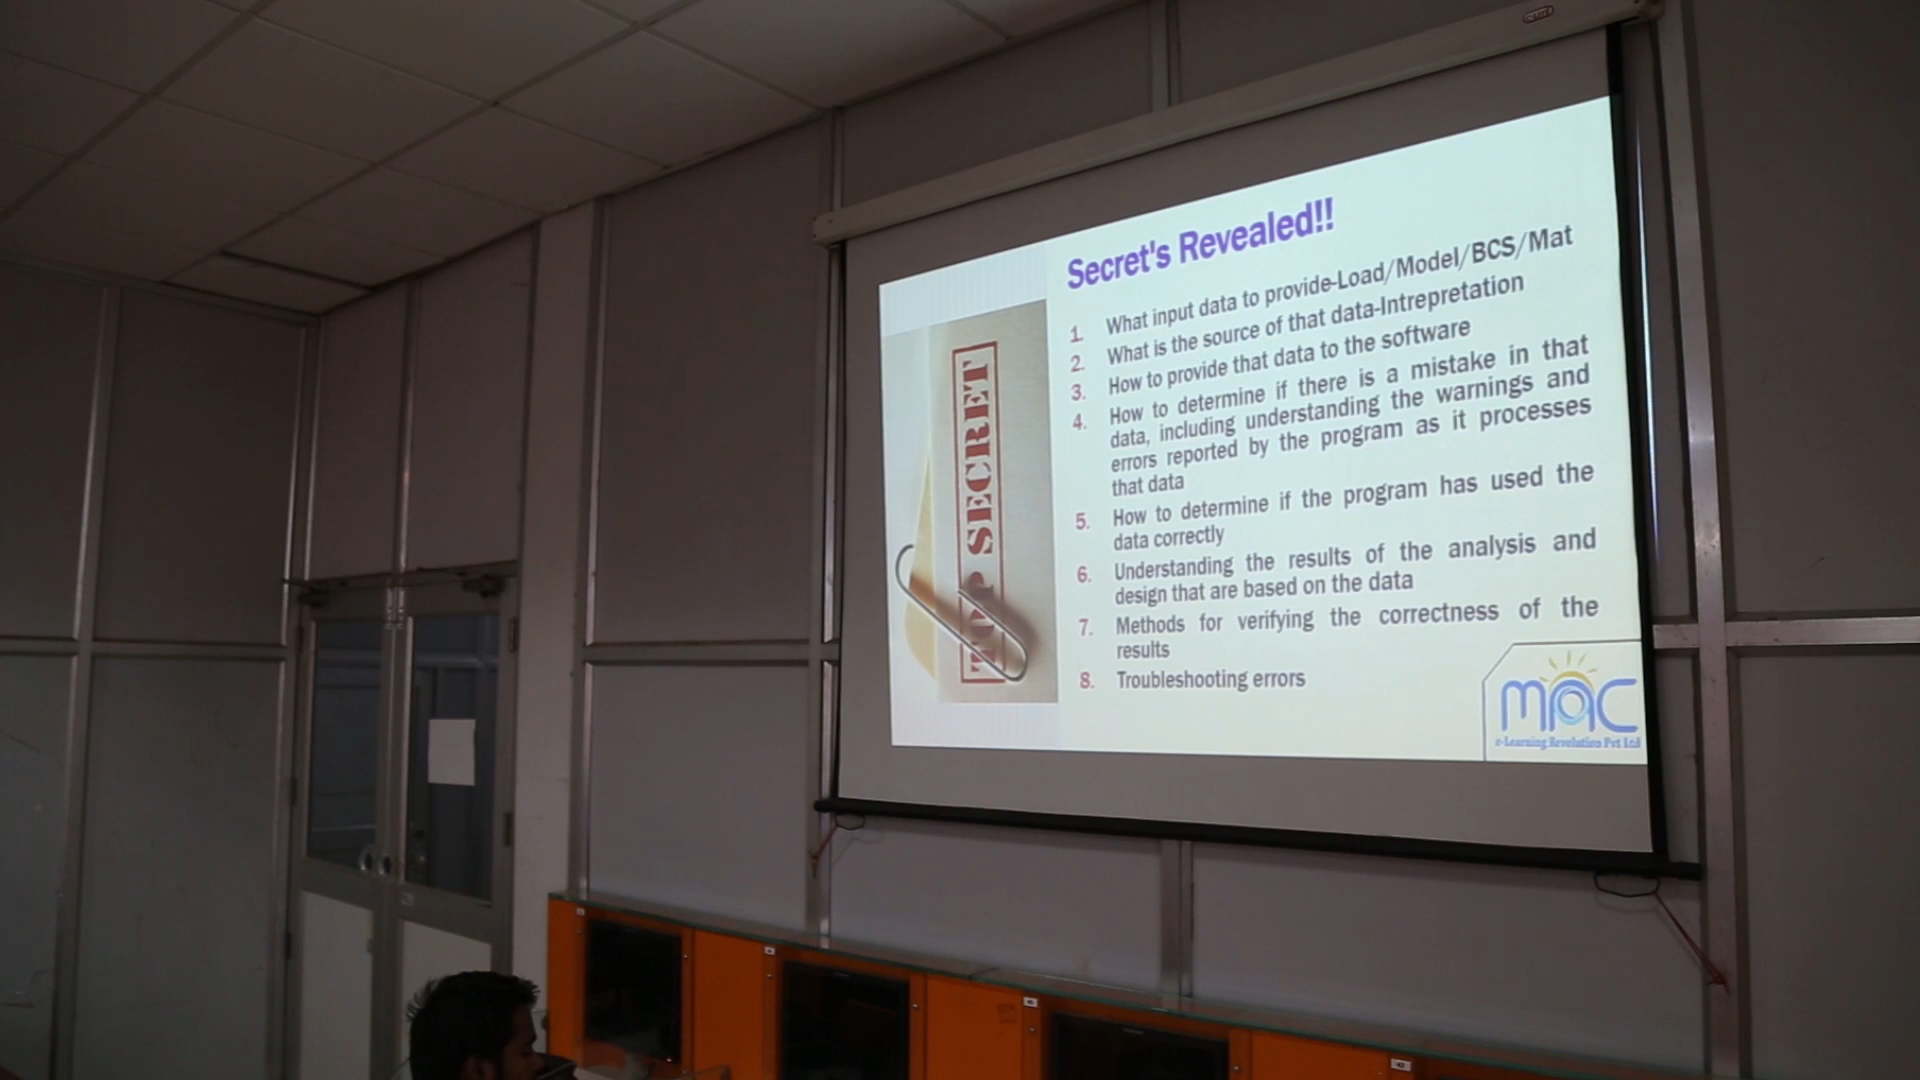 Secret's Revealed!!
1. What input data to provide-Load/Model/BCS/Mat
2. What is the source of that data-Intrepretation
3. How to provide that data to the software
4. How to determine if there is a mistake in that
data, including understanding the warnings and
errors reported by the program as it processes
that data
5. How to determine if the program has used the
data correctly
6. Understanding the results of the analysis and
design that are based on the data
7. Methods for verifying the correctness of the
results
8. Troubleshooting errors
TOP SECRET
MAC
e-Learning Revolution Pvt Ltd